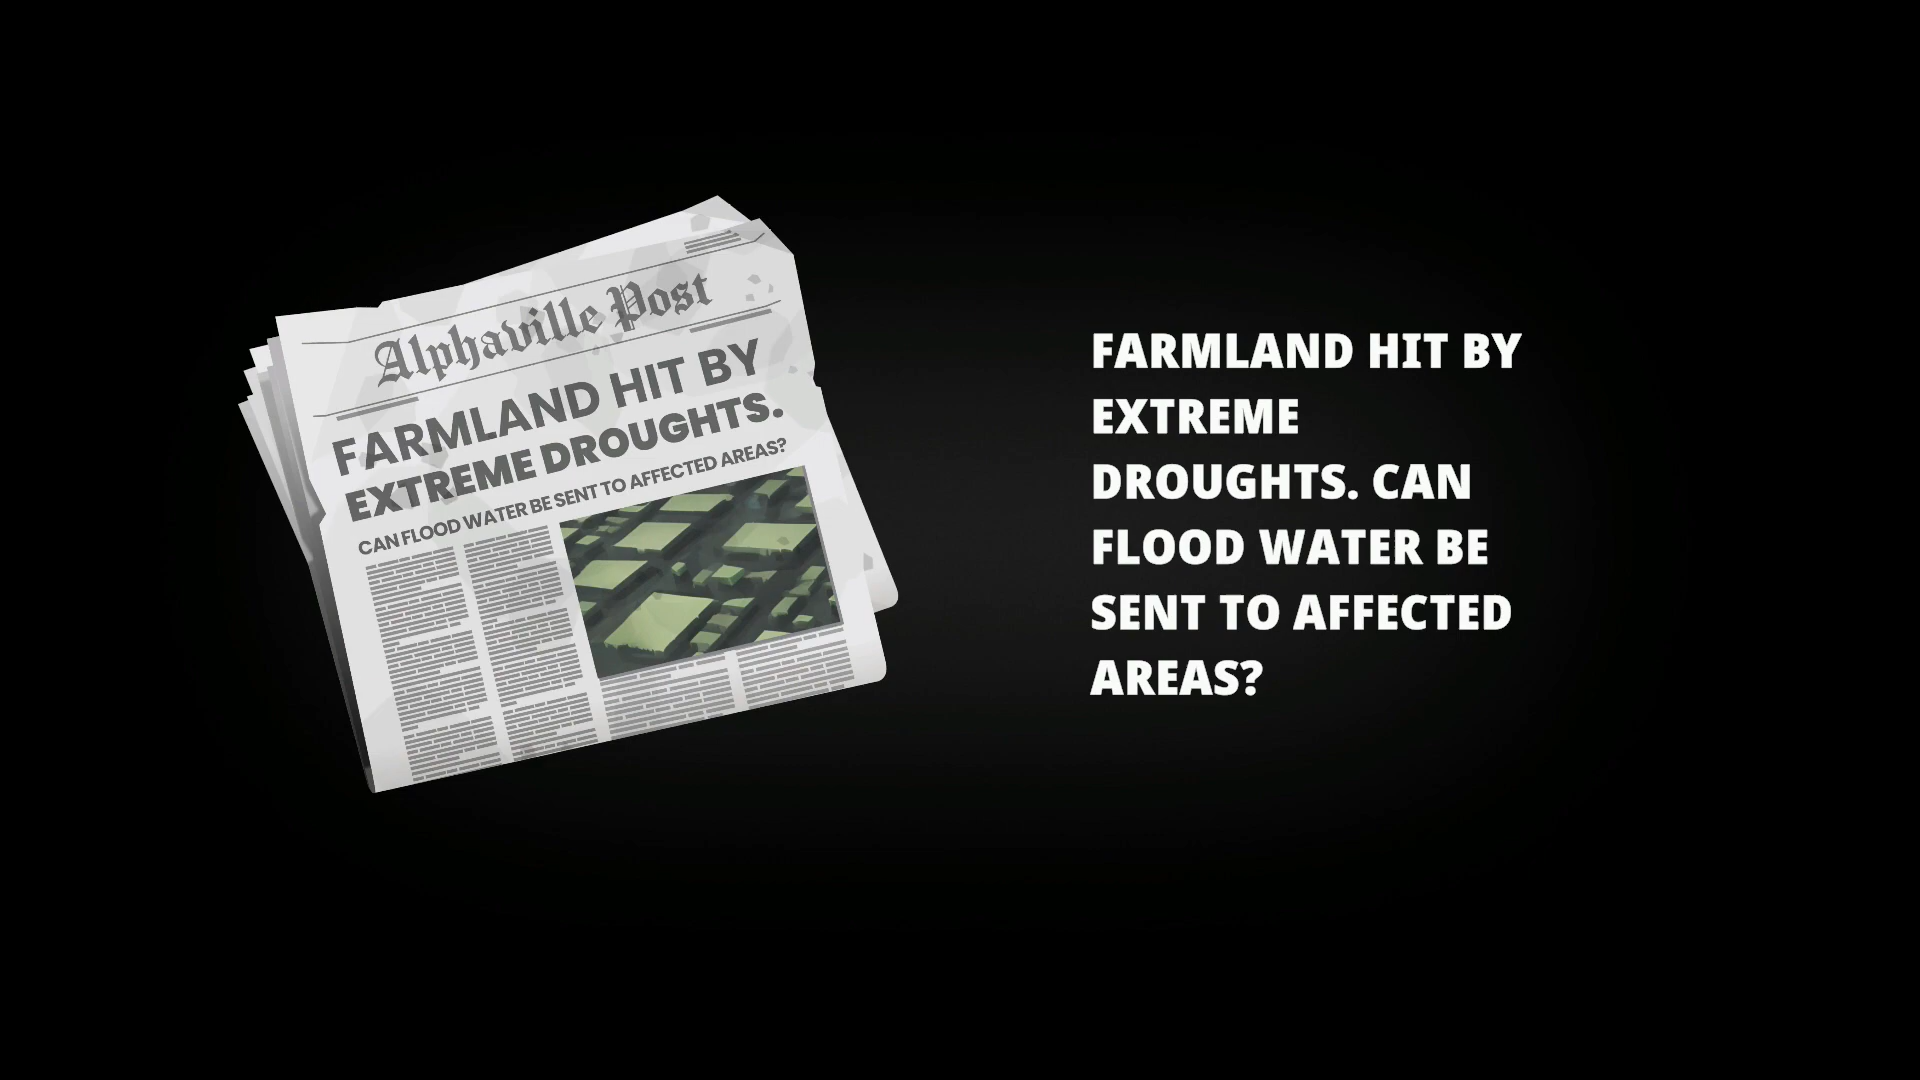 Alphaville Post
FARMLAND HIT BY
EXTREME DROUGHTS.
CAN FLOOD WATER BE SENT TO AFFECTED AREAS?
FARMLAND HIT BY
EXTREME
DROUGHTS. CAN
FLOOD WATER BE
SENT TO AFFECTED
AREAS?